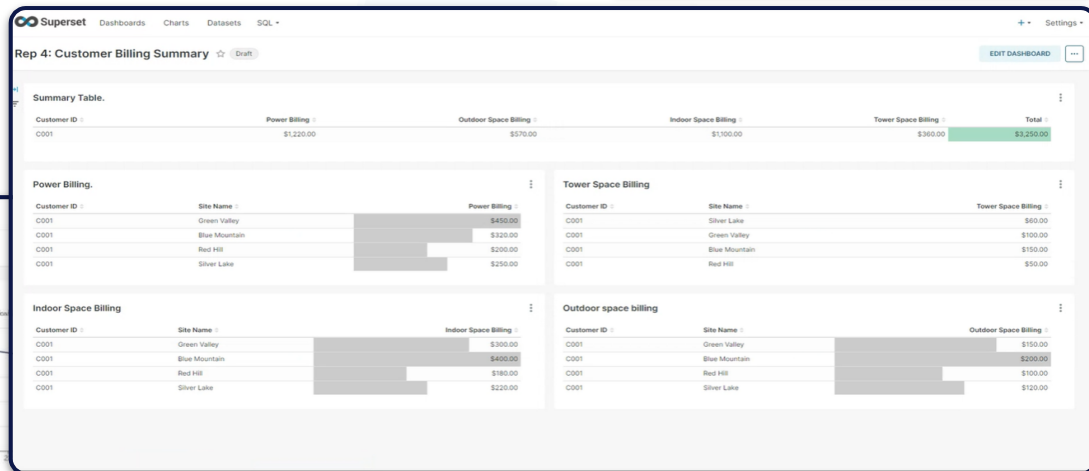 Superset Dashboards Charts Datasets SQL + Settings
Rep 4: Customer Billing Summary Draft EDIT DASHBOARD ...
Summary Table.
Customer ID Power Billing Outdoor Space Billing Indoor Space Billing Tower Space Billing Total
C001 $1,220.00 $570.00 $1,100.00 $360.00 $3,250.00
Power Billing.
Customer ID Site Name Power Billing
C001 Green Valley $450.00
C001 Blue Mountain $320.00
C001 Red Hill $200.00
C001 Silver Lake $250.00
Tower Space Billing
Customer ID Site Name Tower Space Billing
C001 Silver Lake $60.00
C001 Green Valley $100.00
C001 Blue Mountain $150.00
C001 Red Hill $50.00
Indoor Space Billing
Customer ID Site Name Indoor Space Billing
C001 Green Valley $300.00
C001 Blue Mountain $400.00
C001 Red Hill $180.00
C001 Silver Lake $220.00
Outdoor space billing
Customer ID Site Name Outdoor Space Billing
C001 Green Valley $150.00
C001 Blue Mountain $200.00
C001 Red Hill $100.00
C001 Silver Lake $120.00